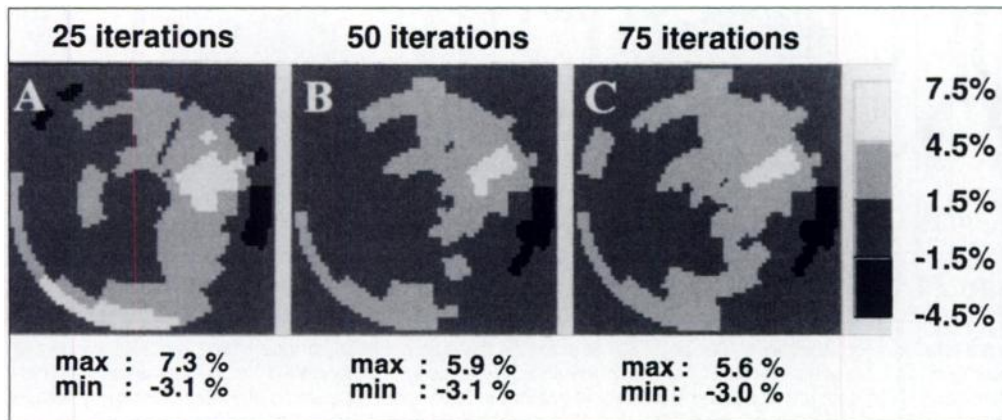 25 iterations 50 iterations 75 iterations
A B C
7.5%
4.5%
1.5%
-1.5%
-4.5%
max : 7.3 % max : 5.9 % max : 5.6 %
min : -3.1 % min : -3.1 % min : -3.0 %